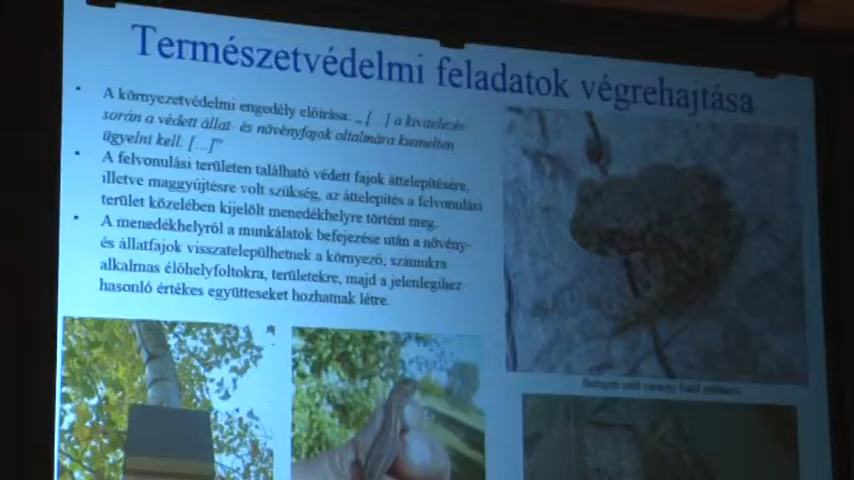 Természetvédelmi feladatok végrehajtása
• A környezetvédelmi engedély előírása: „[...] a kivitelezés
során a védett állat- és növényfajok oltalmára kiemelten
ügyelni kell. [...]”
• A felvonulási területen található védett fajok áttelepítésére,
illetve maggyűjtésre volt szükség, az áttelepítés a felvonulási
terület közelében kijelölt menedékhelyre történt meg.
• A menedékhelyről a munkálatok befejezése után a növény-
és állatfajok visszatelepülhetnek a környező, számukra
alkalmas élőhelyfoltokra, területekre, majd a jelenlegihez
hasonló értékes együtteseket hozhatnak létre.